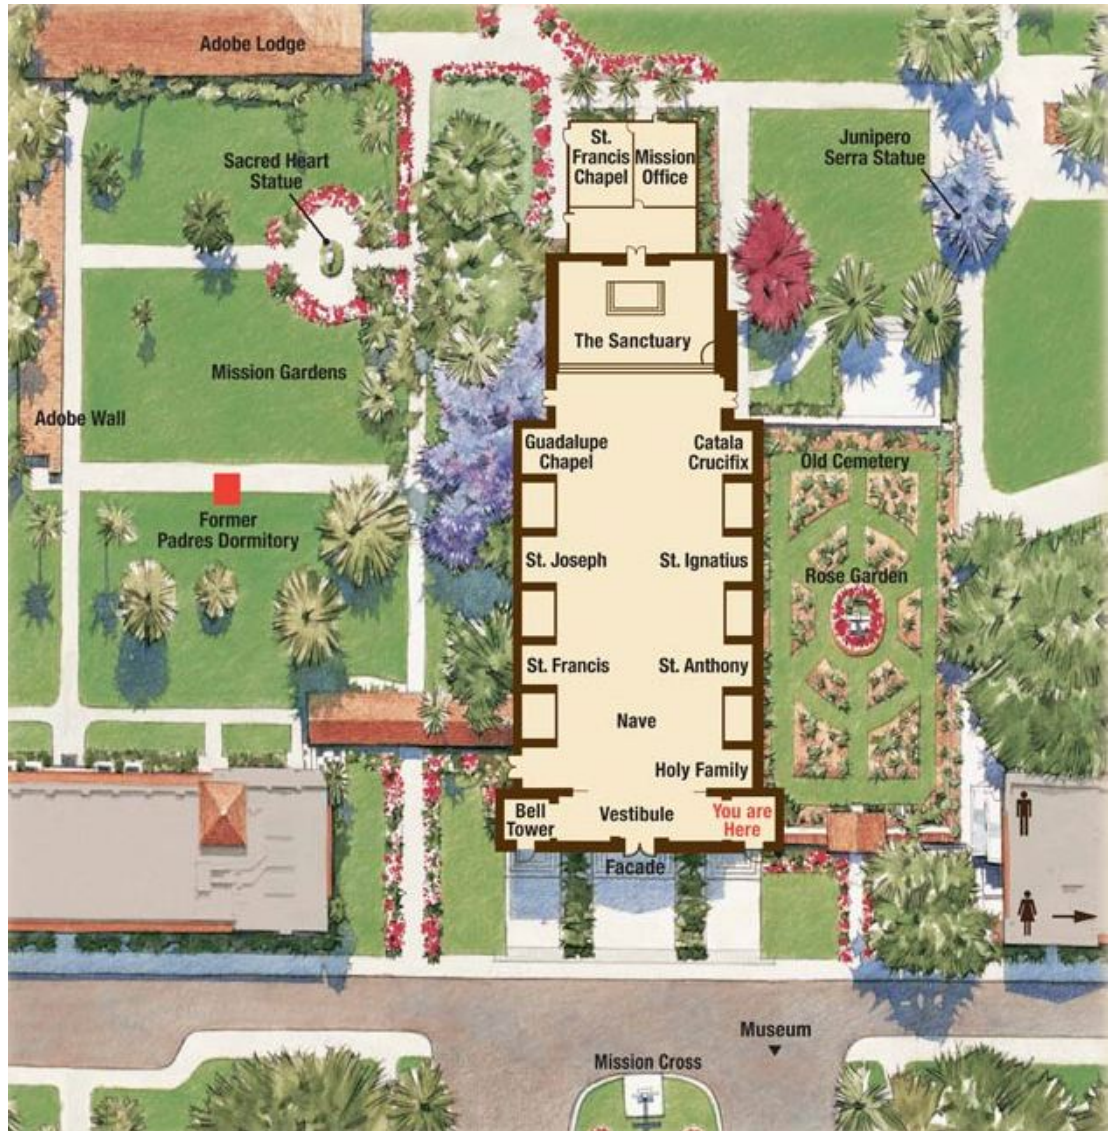 Adobe Lodge
St.
Francis
Chapel
Mission
Office
Junipero
Serra Statue
Sacred Heart
Statue
The Sanctuary
Mission Gardens
Adobe Wall
Guadalupe
Chapel
Catala
Crucifix
Old Cemetery
Former
Padres Dormitory
St. Joseph
St. Ignatius
Rose Garden
St. Francis
St. Anthony
Nave
Holy Family
Bell
Tower
Vestibule
You are
Here
Facade
Museum
Mission Cross